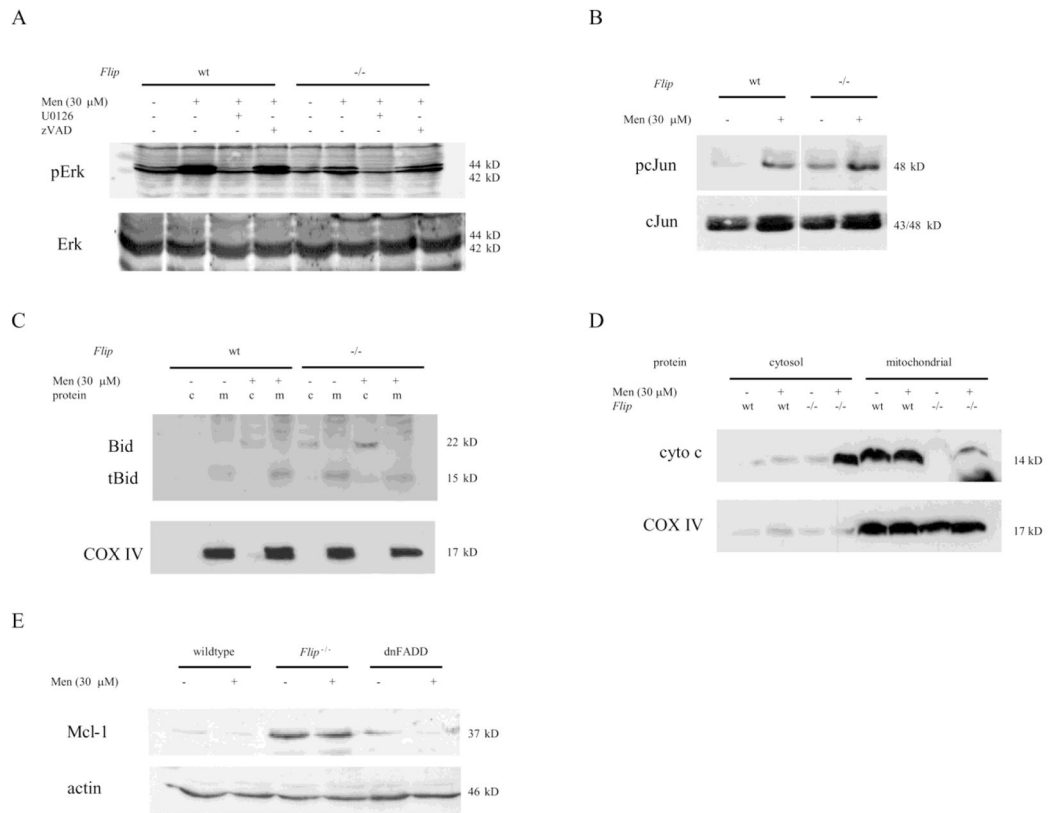 A
Flip wt -/-
Men (30 μM) - + + + - + + +
U0126 - - + - - - + -
zVAD - - - + - - - +
pErk 44 kD
42 kD
Erk 44 kD
42 kD
B
Flip wt -/-
Men (30 μM) - + - +
pcJun 48 kD
cJun 43/48 kD
C
Flip wt -/-
Men (30 μM) - - + + - - + +
protein c m c m c m c m
Bid 22 kD
tBid 15 kD
COX IV 17 kD
D
protein cytosol mitochondrial
Men (30 μM) - + - + - + - +
Flip wt wt -/- -/- wt wt -/- -/-
cyto c 14 kD
COX IV 17 kD
E
wildtype Flip -/- dnFADD
Men (30 μM) - + - + - +
Mcl-1 37 kD
actin 46 kD